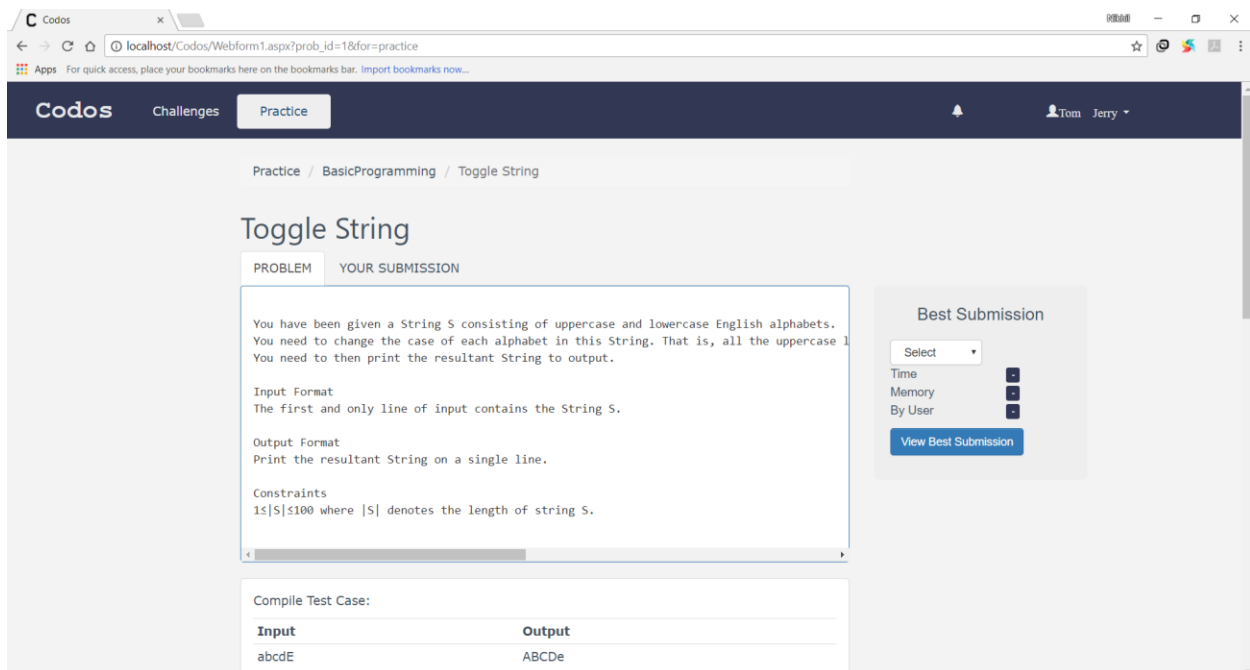 C Codos
localhost/Codos/Webform1.aspx?prob_id=1&for=practice
Apps For quick access, place your bookmarks here on the bookmarks bar. Import bookmarks now...
Codos Challenges Practice Tom Jerry
Practice / BasicProgramming / Toggle String
Toggle String
PROBLEM YOUR SUBMISSION
You have been given a String S consisting of uppercase and lowercase English alphabets.
You need to change the case of each alphabet in this String. That is, all the uppercase l
You need to then print the resultant String to output.
Input Format
The first and only line of input contains the String S.
Output Format
Print the resultant String on a single line.
Constraints
1≤|S|≤100 where |S| denotes the length of string S.
Best Submission
Select
Time -
Memory -
By User -
View Best Submission
Compile Test Case:
Input Output
abcdE ABCDe